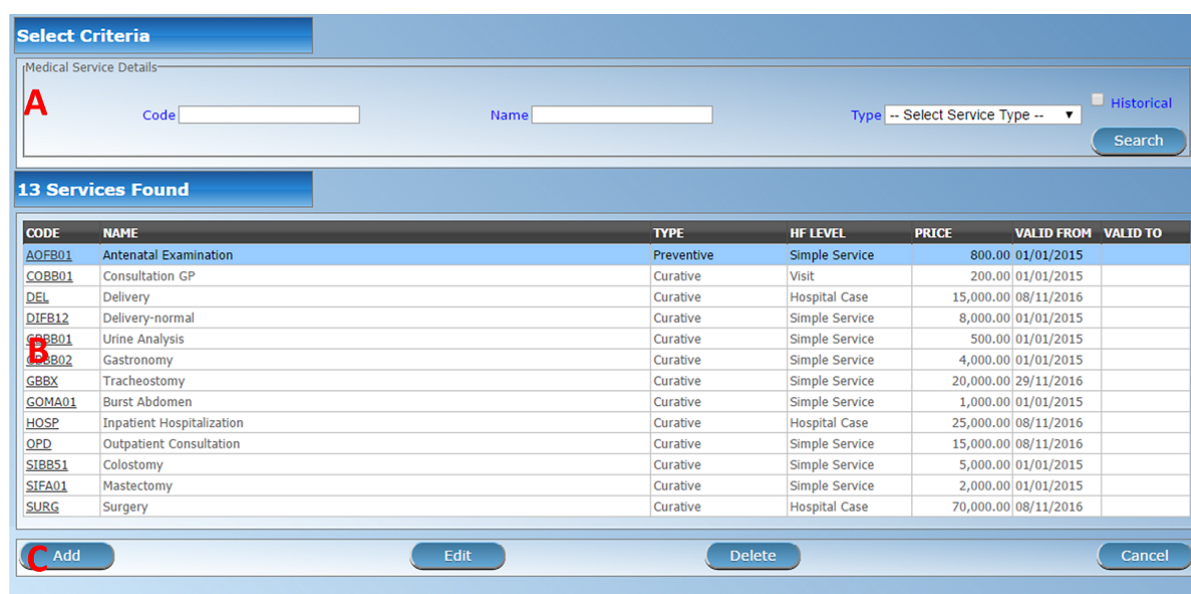 Select Criteria
Medical Service Details
A
Code Name Type -- Select Service Type -- Historical
Search
13 Services Found
CODE NAME TYPE HF LEVEL PRICE VALID FROM VALID TO
AOFB01 Antenatal Examination Preventive Simple Service 800.00 01/01/2015
COBB01 Consultation GP Curative Visit 200.00 01/01/2015
DEL Delivery Curative Hospital Case 15,000.00 08/11/2016
DIFB12 Delivery-normal Curative Simple Service 8,000.00 01/01/2015
Urine Analysis Curative Simple Service 500.00 01/01/2015
B
Gastronomy Curative Simple Service 4,000.00 01/01/2015
GBBX Tracheostomy Curative Simple Service 20,000.00 29/11/2016
GOMA01 Burst Abdomen Curative Simple Service 1,000.00 01/01/2015
HOSP Inpatient Hospitalization Curative Hospital Case 25,000.00 08/11/2016
OPD Outpatient Consultation Curative Simple Service 15,000.00 08/11/2016
SIBB51 Colostomy Curative Simple Service 5,000.00 01/01/2015
SIFA01 Mastectomy Curative Simple Service 2,000.00 01/01/2015
SURG Surgery Curative Hospital Case 70,000.00 08/11/2016
C Add Edit Delete Cancel